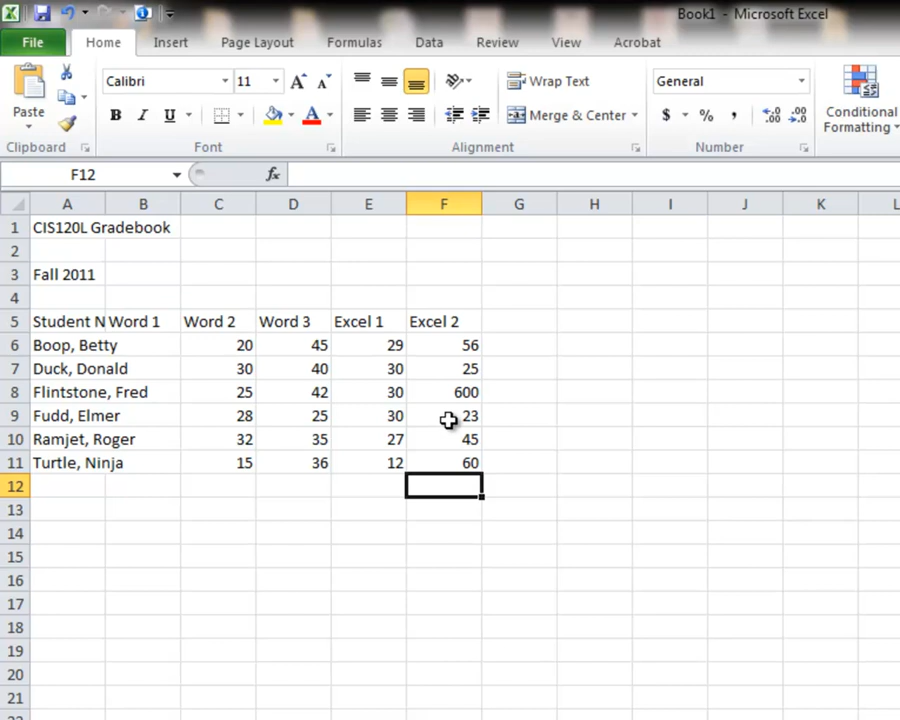 Book1 - Microsoft Excel
File Home Insert Page Layout Formulas Data Review View Acrobat
Calibri 11 Wrap Text General
Paste B I U Merge & Center $ % , Conditional Formatting
Clipboard Font Alignment Number
F12 fx
A B C D E F G H I J K L
1 CIS120L Gradebook
2
3 Fall 2011
4
5 Student N Word 1 Word 2 Word 3 Excel 1 Excel 2
6 Boop, Betty 20 45 29 56
7 Duck, Donald 30 40 30 25
8 Flintstone, Fred 25 42 30 600
9 Fudd, Elmer 28 25 30 23
10 Ramjet, Roger 32 35 27 45
11 Turtle, Ninja 15 36 12 60
12
13
14
15
16
17
18
19
20
21